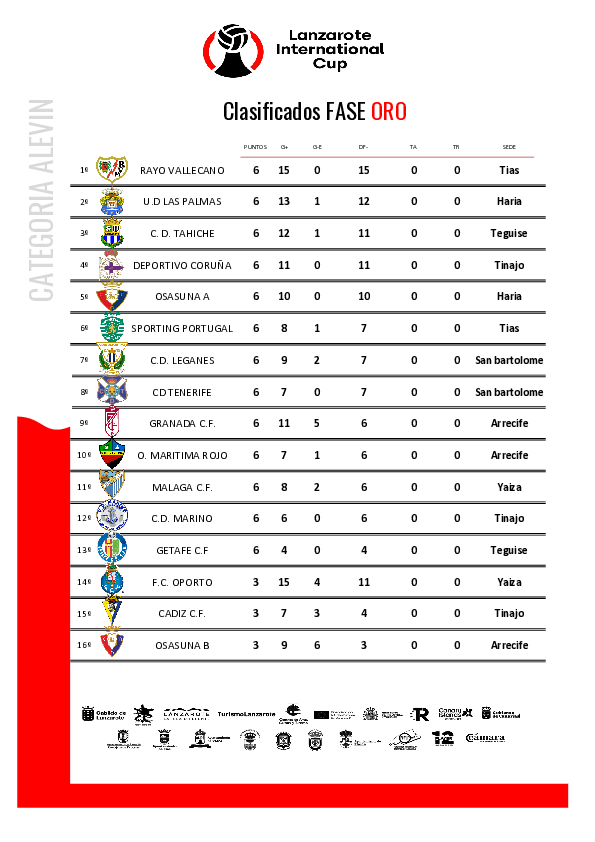 Lanzarote
International
Cup
Clasificados FASE ORO
CATEGORIA ALEVIN
PUNTOS G+ G-E DF- TA TR SEDE
1º RAYO VALLECANO 6 15 0 15 0 0 Tias
2º U.D LAS PALMAS 6 13 1 12 0 0 Haria
3º C. D. TAHICHE 6 12 1 11 0 0 Teguise
4º DEPORTIVO CORUÑA 6 11 0 11 0 0 Tinajo
5º OSASUNA A 6 10 0 10 0 0 Haria
6º SPORTING PORTUGAL 6 8 1 7 0 0 Tias
7º C.D. LEGANES 6 9 2 7 0 0 San bartolome
8º CD TENERIFE 6 7 0 7 0 0 San bartolome
9º GRANADA C.F. 6 11 5 6 0 0 Arrecife
10º O. MARITIMA ROJO 6 7 1 6 0 0 Arrecife
11º MALAGA C.F. 6 8 2 6 0 0 Yaiza
12º C.D. MARINO 6 6 0 6 0 0 Tinajo
13º GETAFE C.F 6 4 0 4 0 0 Teguise
14º F.C. OPORTO 3 15 4 11 0 0 Yaiza
15º CADIZ C.F. 3 7 3 4 0 0 Tinajo
16º OSASUNA B 3 9 6 3 0 0 Arrecife
Cabildo de
Lanzarote
LANZAROTE
TurismoLanzarote
Canary
Islands
Gobierno
de Canarias
Cámara